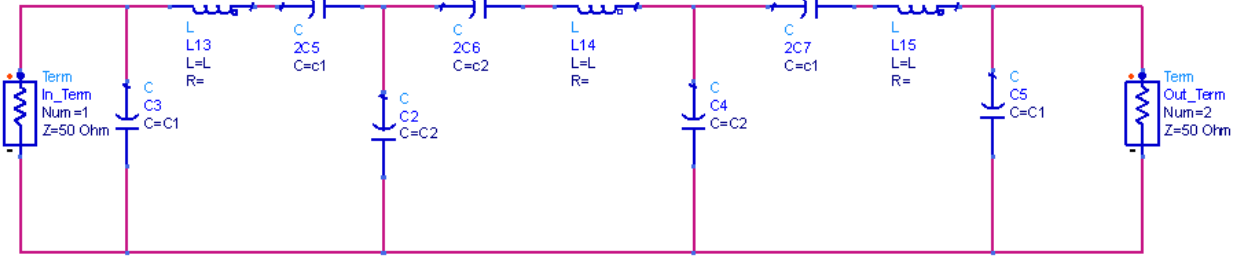 L
L13
L=L
R=
C
2C5
C=c1
C
2C6
C=c2
L
L14
L=L
R=
C
2C7
C=c1
L
L15
L=L
R=
Term
In_Term
Num=1
Z=50 Ohm
C
C3
C=C1
C
C2
C=C2
C
C4
C=C2
C
C5
C=C1
Term
Out_Term
Num=2
Z=50 Ohm